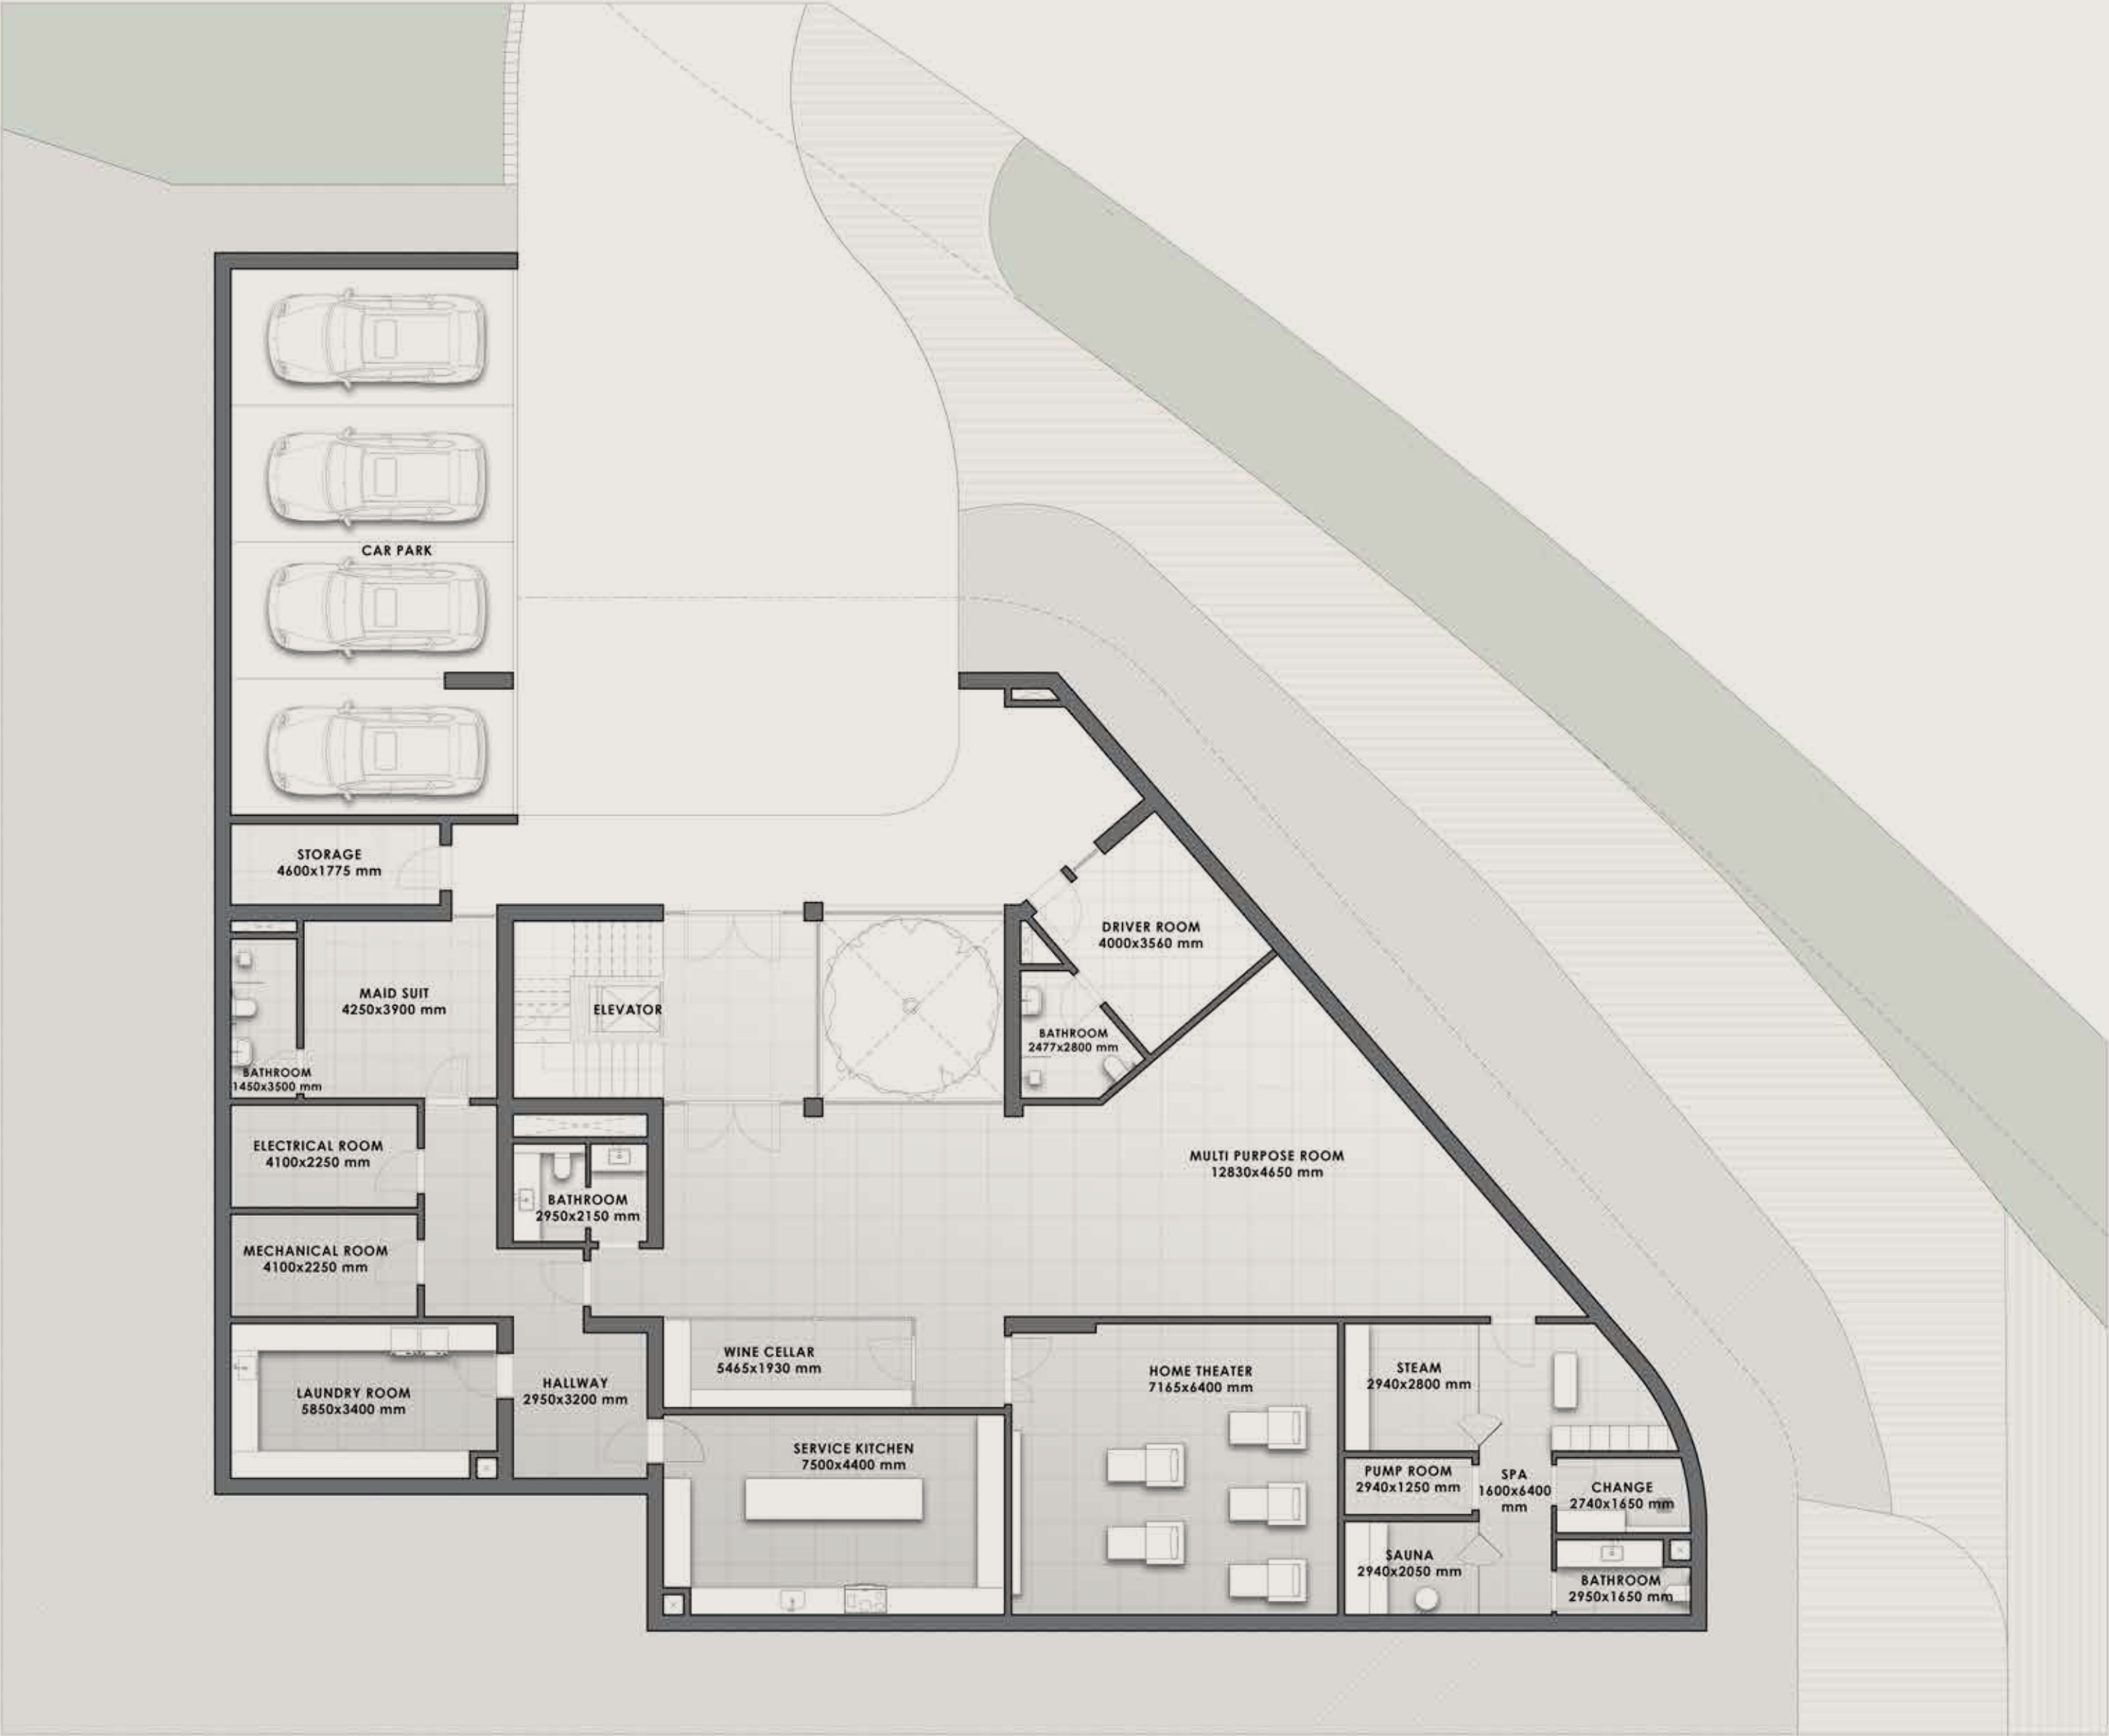 CAR PARK
STORAGE
4600x1775 mm
DRIVER ROOM
4000x3560 mm
MAID SUIT
4250x3900 mm
ELEVATOR
BATHROOM
2477x2800 mm
BATHROOM
1450x3500 mm
ELECTRICAL ROOM
4100x2250 mm
MULTI PURPOSE ROOM
12830x4650 mm
BATHROOM
2950x2150 mm
MECHANICAL ROOM
4100x2250 mm
WINE CELLAR
5465x1930 mm
HOME THEATER
7165x6400 mm
STEAM
2940x2800 mm
LAUNDRY ROOM
5850x3400 mm
HALLWAY
2950x3200 mm
SERVICE KITCHEN
7500x4400 mm
PUMP ROOM
2940x1250 mm
SPA
1600x6400
mm
CHANGE
2740x1650 mm
SAUNA
2940x2050 mm
BATHROOM
2950x1650 mm